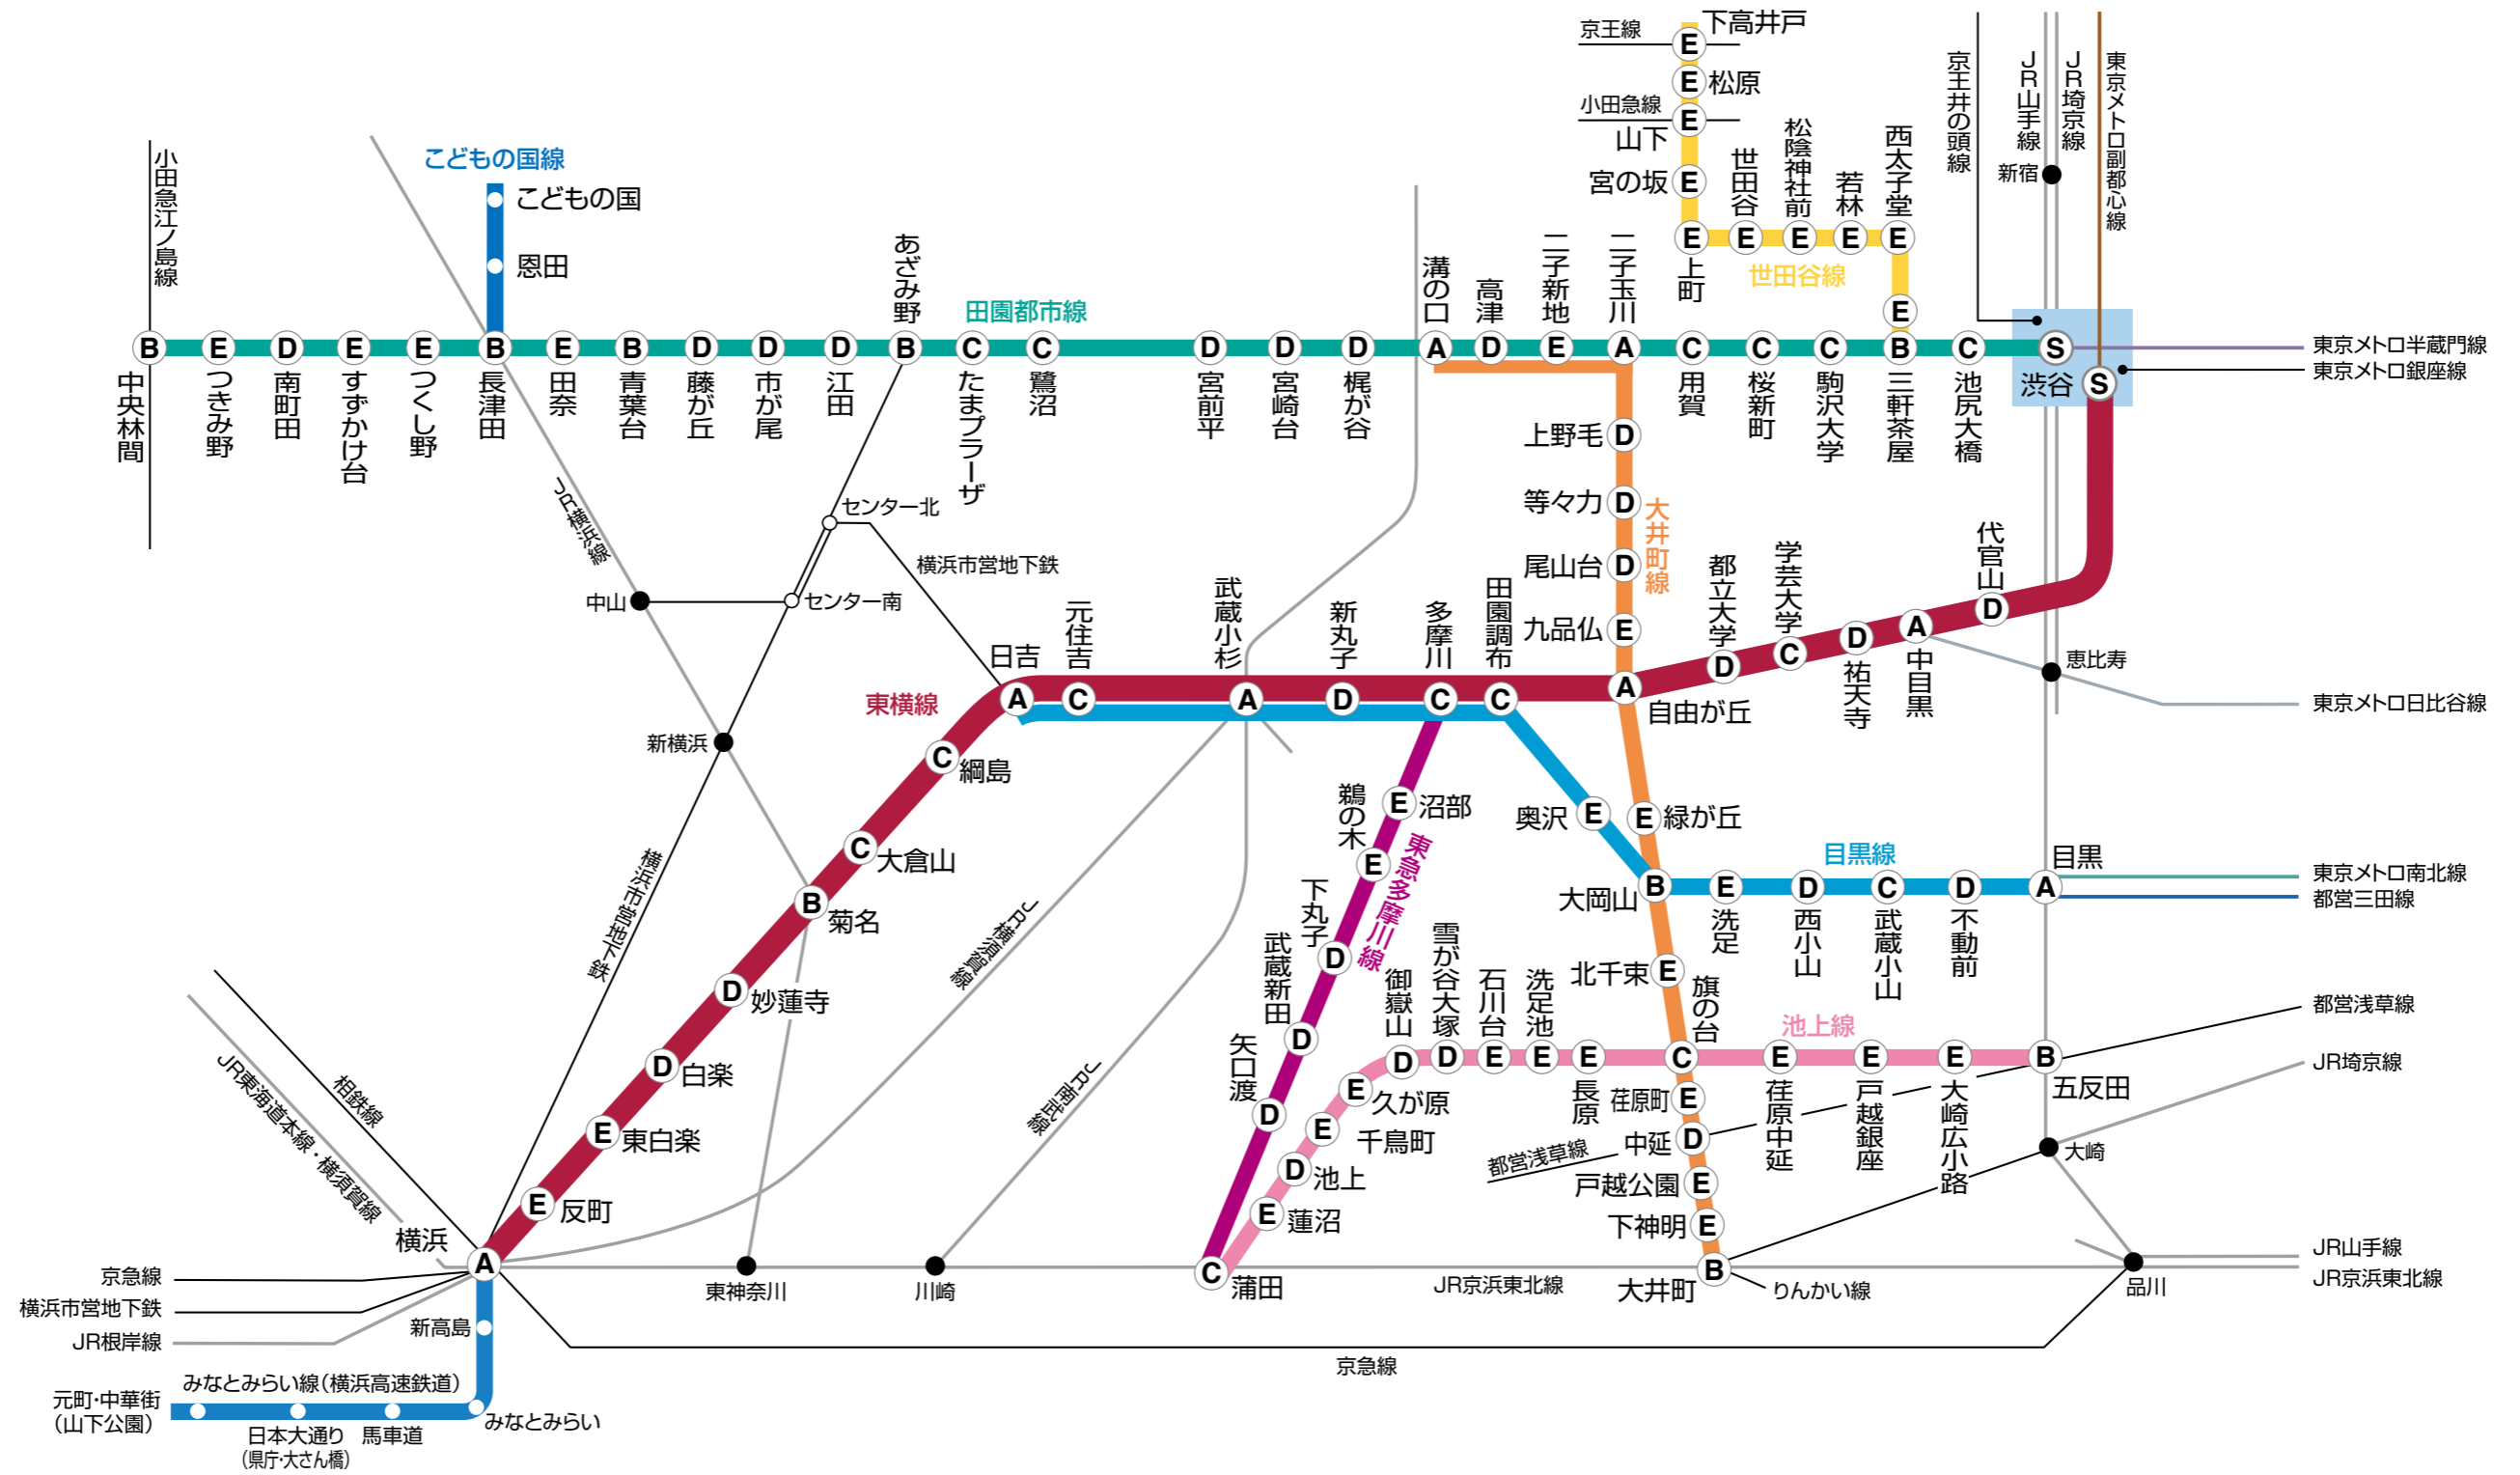 京王線
E
下高井戸
E
松原
小田急線
E
山下
E
宮の坂
E
上町
E
世田谷
E
松陰神社前
E
若林
E
西太子堂
E
世田谷線
京王井の頭線
JR山手線
JR埼京線
東京メトロ副都心線
新宿
小田急江ノ島線
こどもの国線
こどもの国
恩田
田園都市線
B
中央林間
E
つきみ野
D
南町田
E
すずかけ台
E
つくし野
B
長津田
E
田奈
B
青葉台
D
藤が丘
D
市が尾
D
江田
B
あざみ野
C
たまプラーザ
C
鷺沼
D
宮前平
D
宮崎台
D
梶が谷
A
溝の口
D
高津
E
二子新地
A
二子玉川
C
用賀
C
桜新町
C
駒沢大学
B
三軒茶屋
C
池尻大橋
S
渋谷
S
東京メトロ半蔵門線
東京メトロ銀座線
D
上野毛
D
等々力
大井町線
D
尾山台
E
九品仏
JR横浜線
センター北
横浜市営地下鉄
中山
センター南
新横浜
横浜市営地下鉄
東横線
A
日吉
C
元住吉
A
武蔵小杉
D
新丸子
C
多摩川
C
田園調布
A
自由が丘
D
都立大学
C
学芸大学
D
祐天寺
A
中目黒
D
代官山
恵比寿
東京メトロ日比谷線
C
綱島
C
大倉山
B
菊名
D
妙蓮寺
D
白楽
E
東白楽
E
反町
A
横浜
E
沼部
E
鵜の木
東急多摩川線
D
下丸子
D
武蔵新田
D
矢口渡
C
蒲田
E
奥沢
E
緑が丘
B
大岡山
目黒線
E
洗足
D
西小山
C
武蔵小山
D
不動前
A
目黒
東京メトロ南北線
都営三田線
E
北千束
C
旗の台
E
荏原町
D
中延
E
戸越公園
E
下神明
B
大井町
りんかい線
池上線
D
御嶽山
D
雪が谷大塚
E
石川台
E
洗足池
E
長原
E
荏原中延
E
戸越銀座
E
大崎広小路
B
五反田
E
久が原
E
千鳥町
D
池上
E
蓮沼
都営浅草線
都営浅草線
JR埼京線
大崎
JR山手線
JR京浜東北線
品川
JR横須賀線
JR南武線
相鉄線
JR東海道本線・横須賀線
京急線
横浜市営地下鉄
JR根岸線
東神奈川
川崎
JR京浜東北線
京急線
新高島
みなとみらい線(横浜高速鉄道)
みなとみらい
馬車道
日本大通り
(県庁・大さん橋)
元町・中華街
(山下公園)